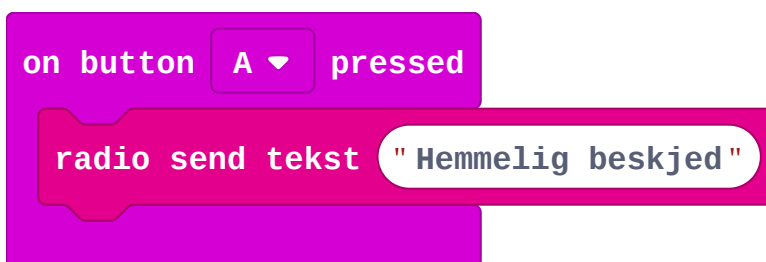 on button A pressed
radio send tekst "Hemmelig beskjed"